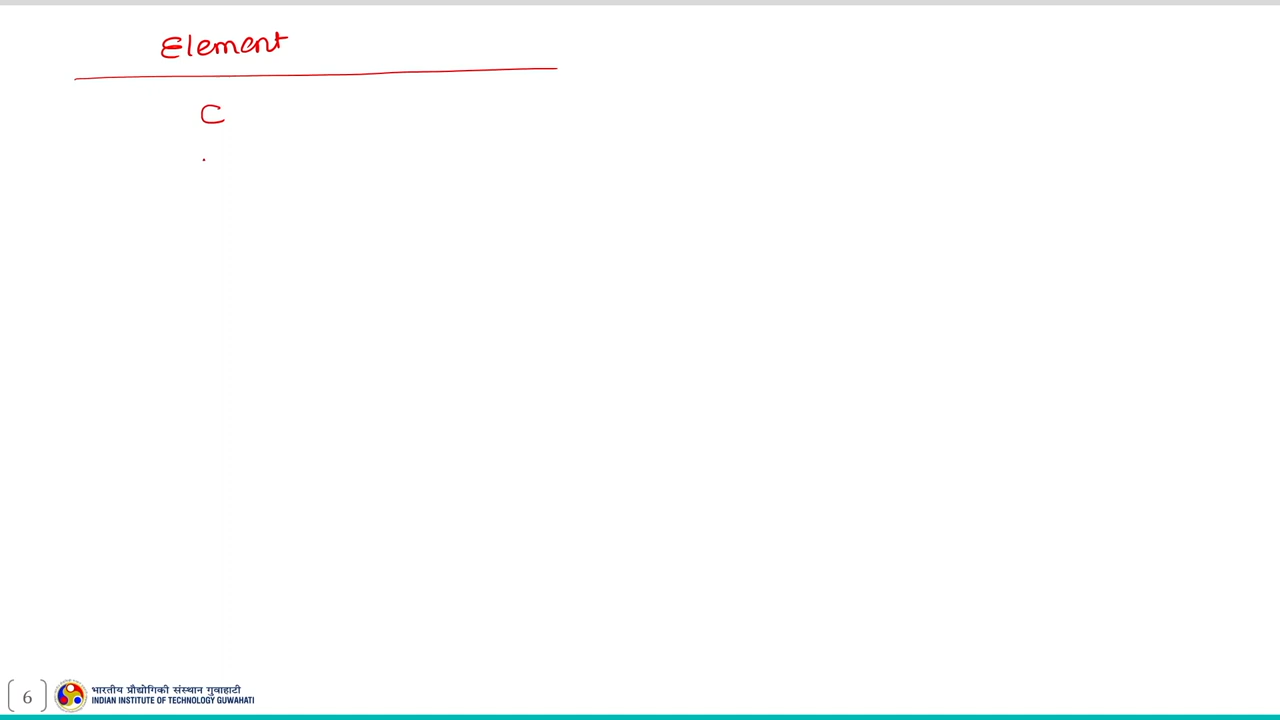 Element
C
6
भारतीय प्रौद्योगिकी संस्थान गुवाहाटी
INDIAN INSTITUTE OF TECHNOLOGY GUWAHATI